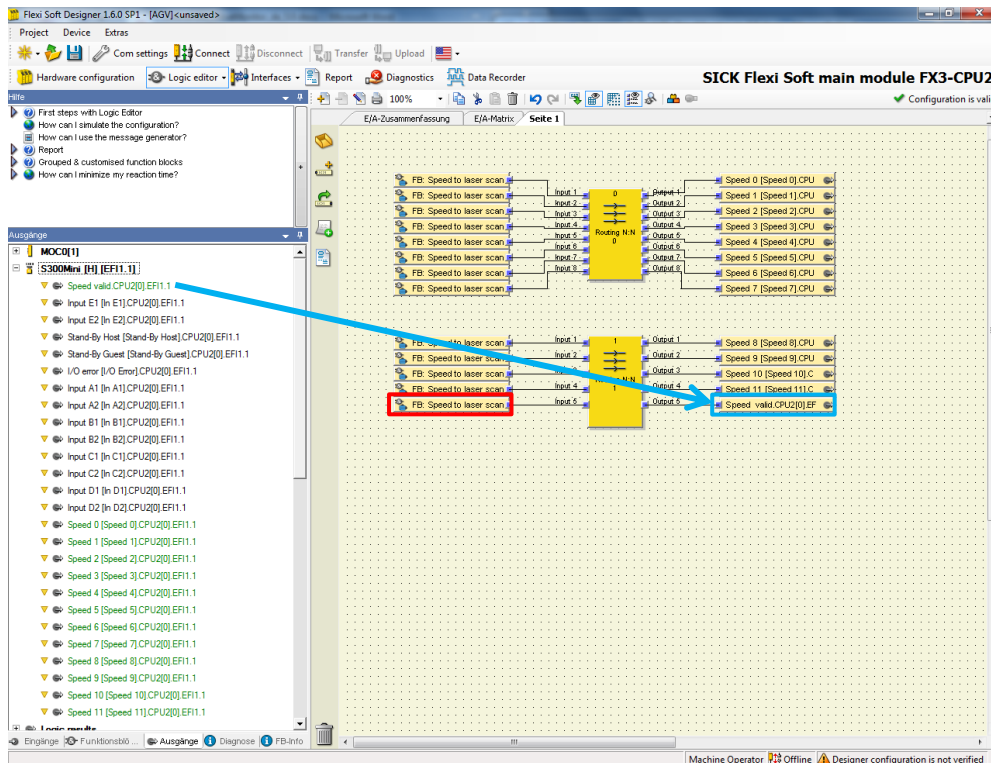 Flexi Soft Designer 1.6.0 SP1 - [AGV]<unsaved>
Project Device Extras
Com settings Connect Disconnect Transfer Upload
Hardware configuration Logic editor Interfaces Report Diagnostics Data Recorder SICK Flexi Soft main module FX3-CPU2
Hilfe
100%
Configuration is vali
First steps with Logic Editor
How can I simulate the configuration?
How can I use the message generator?
Report
Grouped & customised function blocks
How can I minimize my reaction time?
E/A-Zusammenfassung E/A-Matrix Seite 1
Ausgänge
MOC0[1]
S300Mini [H] [EFI1.1]
Speed valid.CPU2[0].EFI1.1
Input E1 [In E1].CPU2[0].EFI1.1
Input E2 [In E2].CPU2[0].EFI1.1
Stand-By Host [Stand-By Host].CPU2[0].EFI1.1
Stand-By Guest [Stand-By Guest].CPU2[0].EFI1.1
I/O error [I/O Error].CPU2[0].EFI1.1
Input A1 [In A1].CPU2[0].EFI1.1
Input A2 [In A2].CPU2[0].EFI1.1
Input B1 [In B1].CPU2[0].EFI1.1
Input B2 [In B2].CPU2[0].EFI1.1
Input C1 [In C1].CPU2[0].EFI1.1
Input C2 [In C2].CPU2[0].EFI1.1
Input D1 [In D1].CPU2[0].EFI1.1
Input D2 [In D2].CPU2[0].EFI1.1
Speed 0 [Speed 0].CPU2[0].EFI1.1
Speed 1 [Speed 1].CPU2[0].EFI1.1
Speed 2 [Speed 2].CPU2[0].EFI1.1
Speed 3 [Speed 3].CPU2[0].EFI1.1
Speed 4 [Speed 4].CPU2[0].EFI1.1
Speed 5 [Speed 5].CPU2[0].EFI1.1
Speed 6 [Speed 6].CPU2[0].EFI1.1
Speed 7 [Speed 7].CPU2[0].EFI1.1
Speed 8 [Speed 8].CPU2[0].EFI1.1
Speed 9 [Speed 9].CPU2[0].EFI1.1
Speed 10 [Speed 10].CPU2[0].EFI1.1
Speed 11 [Speed 11].CPU2[0].EFI1.1
Logic results
Eingänge Funktionsblö ... Ausgänge Diagnose FB-Info
FB: Speed to laser scan
FB: Speed to laser scan
FB: Speed to laser scan
FB: Speed to laser scan
FB: Speed to laser scan
FB: Speed to laser scan
FB: Speed to laser scan
FB: Speed to laser scan
Input 1
Input 2
Input 3
Input 4
Input 5
Input 6
Input 7
Input 8
0
Routing N:N
0
Output 1
Output 2
Output 3
Output 4
Output 5
Output 6
Output 7
Output 8
Speed 0 [Speed 0].CPU
Speed 1 [Speed 1].CPU
Speed 2 [Speed 2].CPU
Speed 3 [Speed 3].CPU
Speed 4 [Speed 4].CPU
Speed 5 [Speed 5].CPU
Speed 6 [Speed 6].CPU
Speed 7 [Speed 7].CPU
FB: Speed to laser scan
FB: Speed to laser scan
FB: Speed to laser scan
FB: Speed to laser scan
FB: Speed to laser scan
Input 1
Input 2
Input 4
Input 5
1
N:N
1
Output 1
Output 2
Output 3
Output 4
Output 5
Speed 8 [Speed 8].CPU
Speed 9 [Speed 9].CPU
Speed 10 [Speed 10].C
Speed 11 [Speed 11].C
Speed valid.CPU2[0].EF
Machine Operator Offline Designer configuration is not verified